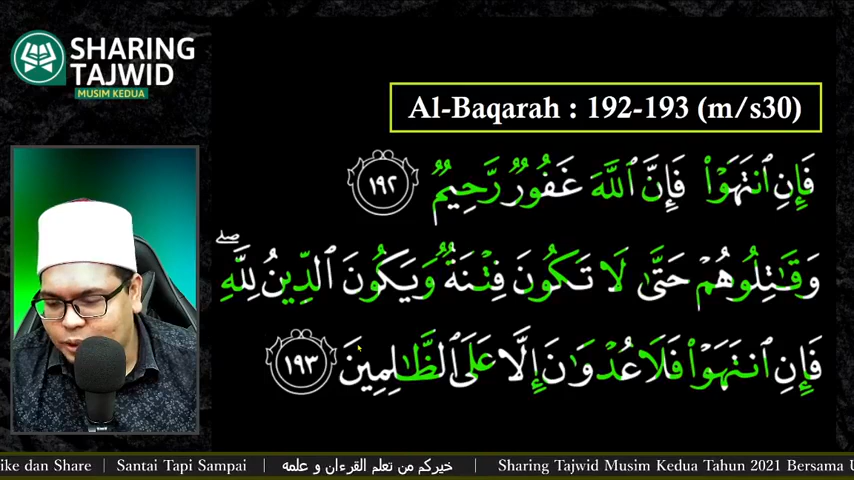 SHARING
TAJWID
MUSIM KEDUA
Al-Baqarah : 192-193 (m/s30)
فَإِنِ ٱنتَهَوۡاْ فَإِنَّ ٱللَّهَ غَفُورٞ رَّحِيمٞ ١٩٢
وَقَٰتِلُوهُمۡ حَتَّىٰ لَا تَكُونَ فِتۡنَةٞ وَيَكُونَ ٱلدِّينُ لِلَّهِۖ
فَإِنِ ٱنتَهَوۡاْ فَلَا عُدۡوَٰنَ إِلَّا عَلَى ٱلظَّٰلِمِينَ ١٩٣
ike dan Share | Santai Tapi Sampai | خيركم من تعلم القرءان و علمه | Sharing Tajwid Musim Kedua Tahun 2021 Bersama U